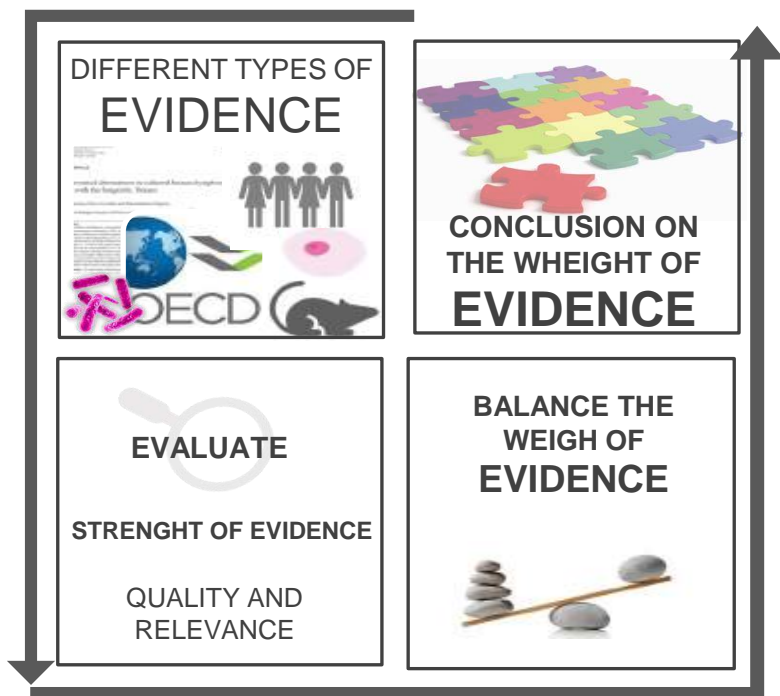 DIFFERENT TYPES OF
EVIDENCE
OECD
EVALUATE
STRENGHT OF EVIDENCE
QUALITY AND
RELEVANCE
BALANCE THE
WEIGH OF
EVIDENCE
CONCLUSION ON
THE WHEIGHT OF
EVIDENCE